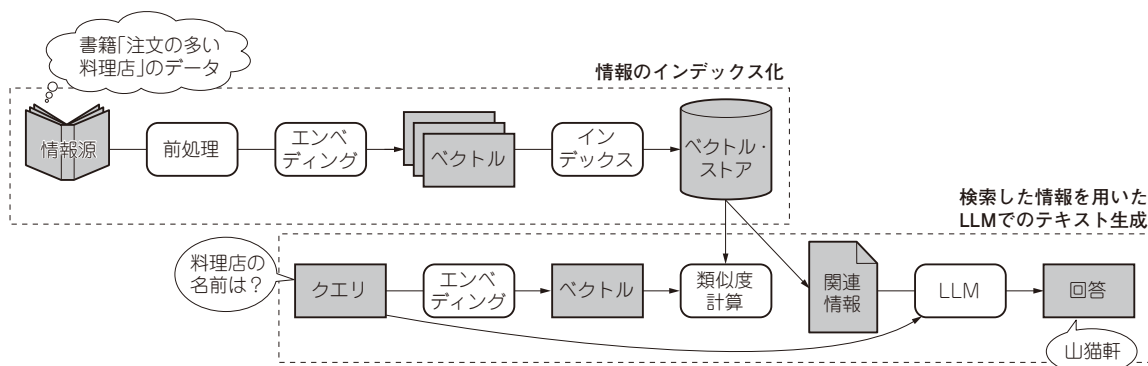 書籍「注文の多い
料理店」のデータ
情報のインデックス化
情報源
前処理
エンベ
ディング
ベクトル
イン
デックス
ベクトル・
ストア
検索した情報を用いた
LLMでのテキスト生成
料理店の
名前は?
クエリ
エンベ
ディング
ベクトル
類似度
計算
関連
情報
LLM
回答
山猫軒